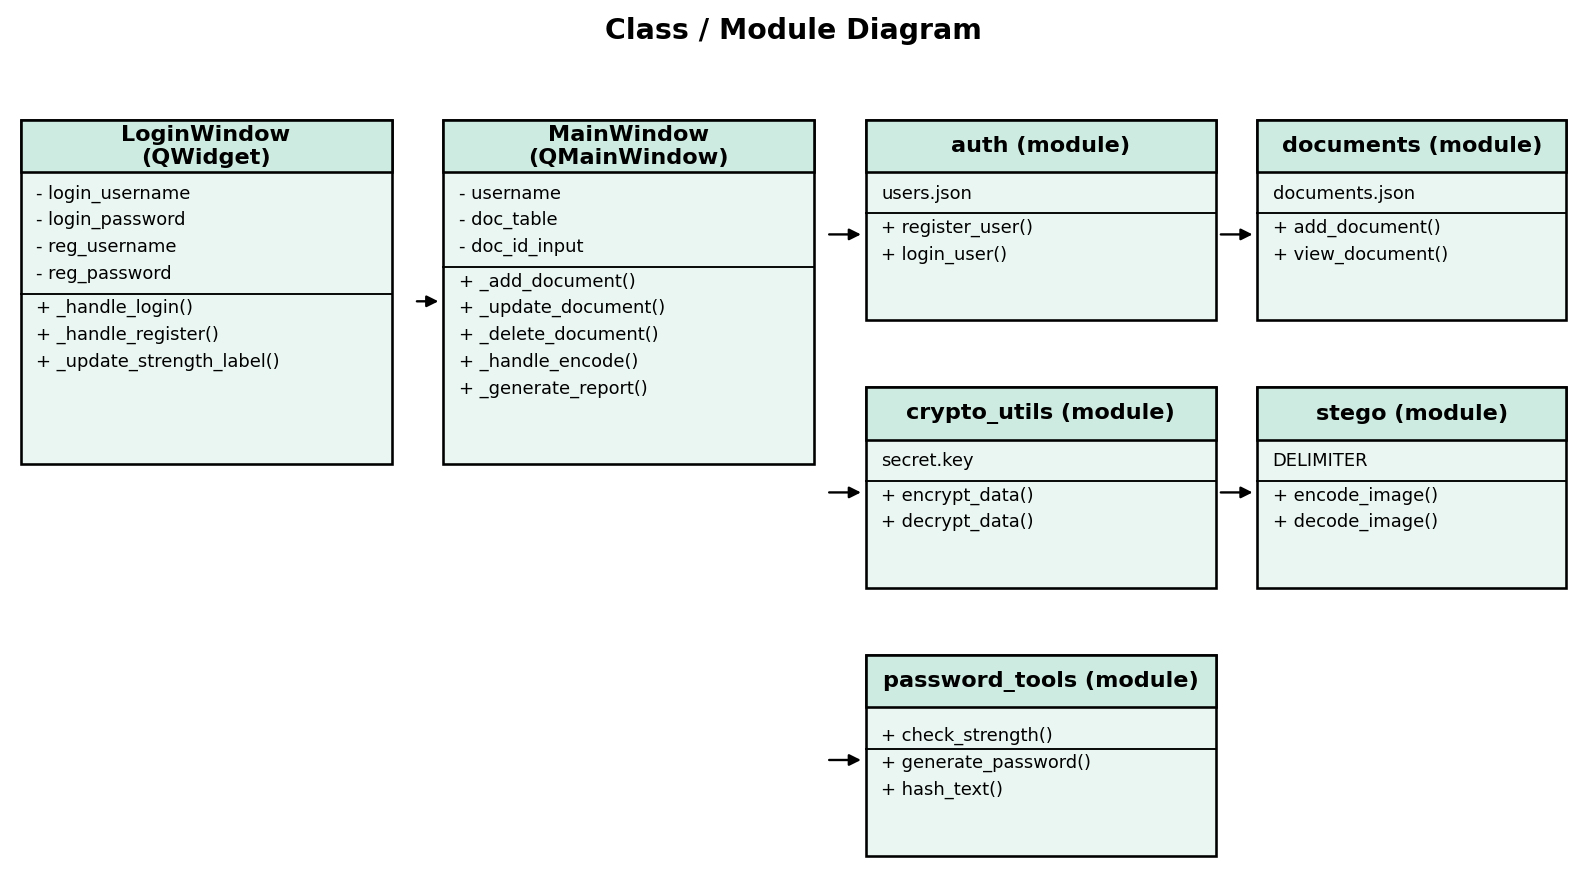 Class / Module Diagram
LoginWindow
(QWidget)
- login_username
- login_password
- reg_username
- reg_password
+ _handle_login()
+ _handle_register()
+ _update_strength_label()
MainWindow
(QMainWindow)
- username
- doc_table
- doc_id_input
+ _add_document()
+ _update_document()
+ _delete_document()
+ _handle_encode()
+ _generate_report()
auth (module)
users.json
+ register_user()
+ login_user()
documents (module)
documents.json
+ add_document()
+ view_document()
crypto_utils (module)
secret.key
+ encrypt_data()
+ decrypt_data()
stego (module)
DELIMITER
+ encode_image()
+ decode_image()
password_tools (module)
+ check_strength()
+ generate_password()
+ hash_text()